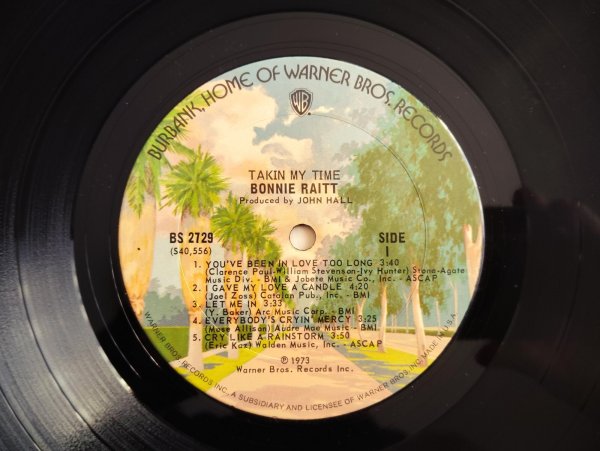 BURBANK, HOME OF WARNER BROS. RECORDS
WB
TAKIN MY TIME
BONNIE RAITT
Produced by JOHN HALL
BS 2729
(S40,556)
SIDE
1
1. YOU'VE BEEN IN LOVE TOO LONG 3:40
(Clarence Paul-William Stevenson-Ivy Hunter) Stone-Agate
Music Div. - BMI & Jobete Music Co., Inc. - ASCAP
2. I GAVE MY LOVE A CANDLE 4:20
(Joel Zoss) Catalan Pub., Inc. - BMI
3. LET ME IN 3:33
(Y. Baker) Arc Music Corp. - BMI
4. EVERYBODY'S CRYIN' MERCY 3:25
(Mose Allison) Audre Mae Music - BMI
5. CRY LIKE A RAINSTORM 3:50
(Eric Kaz) Walden Music, Inc. - ASCAP
℗ 1973
Warner Bros. Records Inc.
WARNER BROS. RECORDS INC., A SUBSIDIARY AND LICENSEE OF WARNER BROS. INC. MADE IN U.S.A.